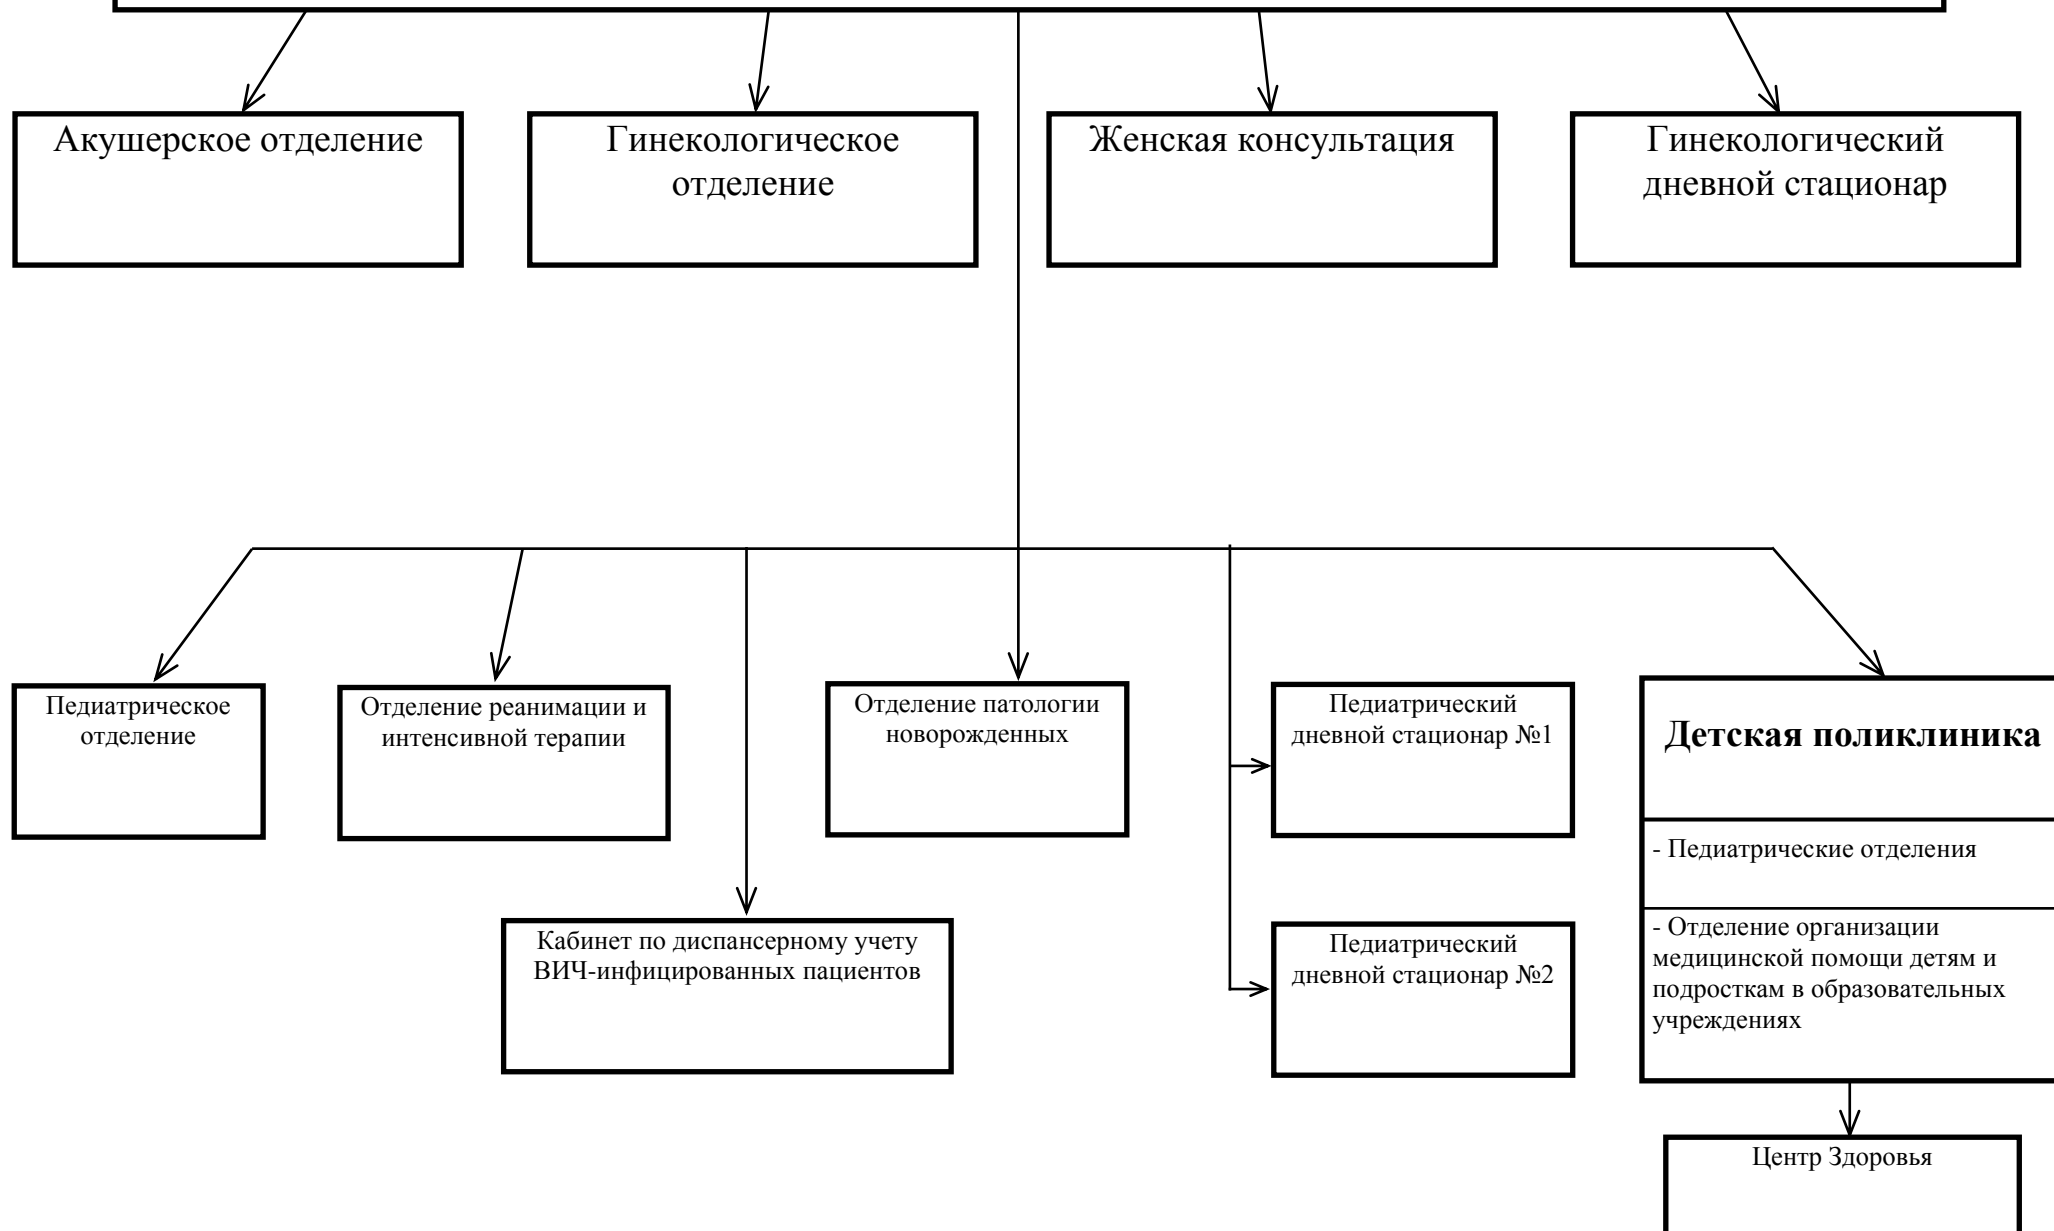 Акушерское отделение
Гинекологическое
отделение
Женская консультация
Гинекологический
дневной стационар
Педиатрическое
отделение
Отделение реанимации и
интенсивной терапии
Отделение патологии
новорожденных
Педиатрический
дневной стационар №1
Детская поликлиника
- Педиатрические отделения
- Отделение организации
медицинской помощи детям и
подросткам в образовательных
учреждениях
Кабинет по диспансерному учету
ВИЧ-инфицированных пациентов
Педиатрический
дневной стационар №2
Центр Здоровья